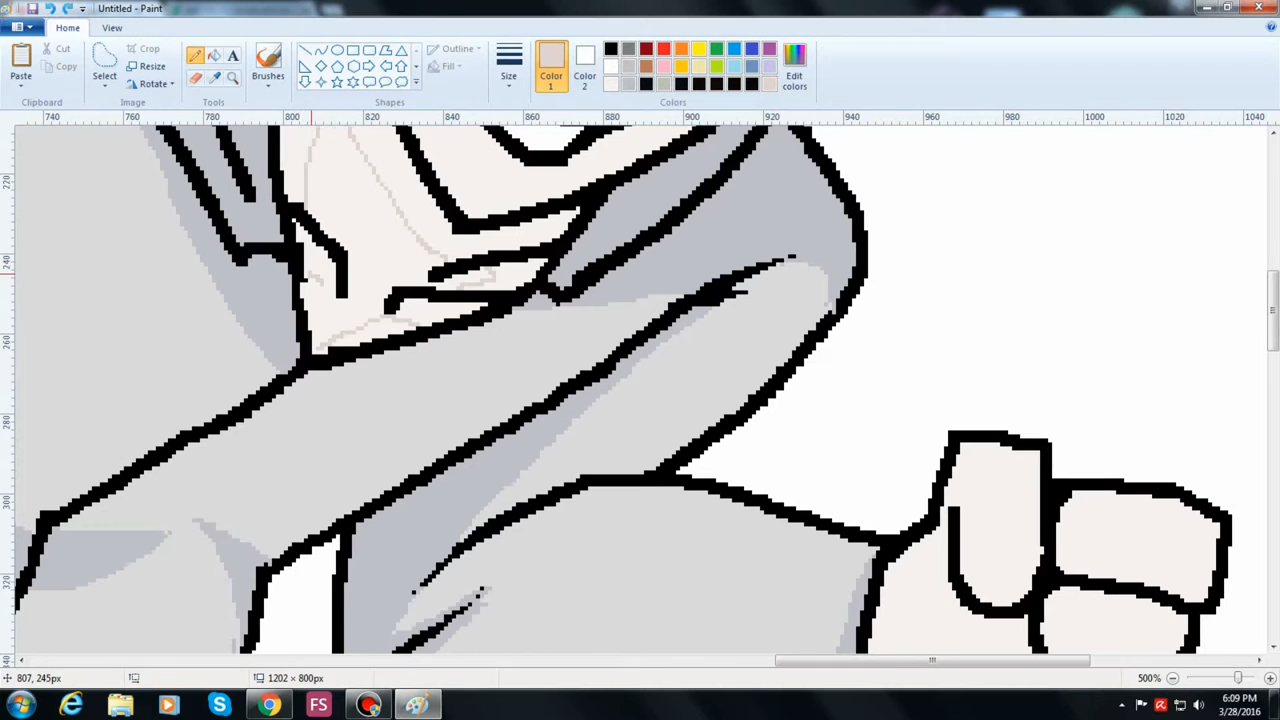 Untitled - Paint
Home View
Paste
Cut
Copy
Clipboard
Select
Crop
Resize
Rotate
Image
A
Tools
Brushes
Outline
Fill
Shapes
Size
Color 1
Color 2
Colors
Edit colors
740 760 780 800 820 840 860 880 900 920 940 960 980 1000 1020 1040
220
240
260
280
300
320
340
807, 245px
1202 × 800px
500%
FS
6:09 PM
3/28/2016